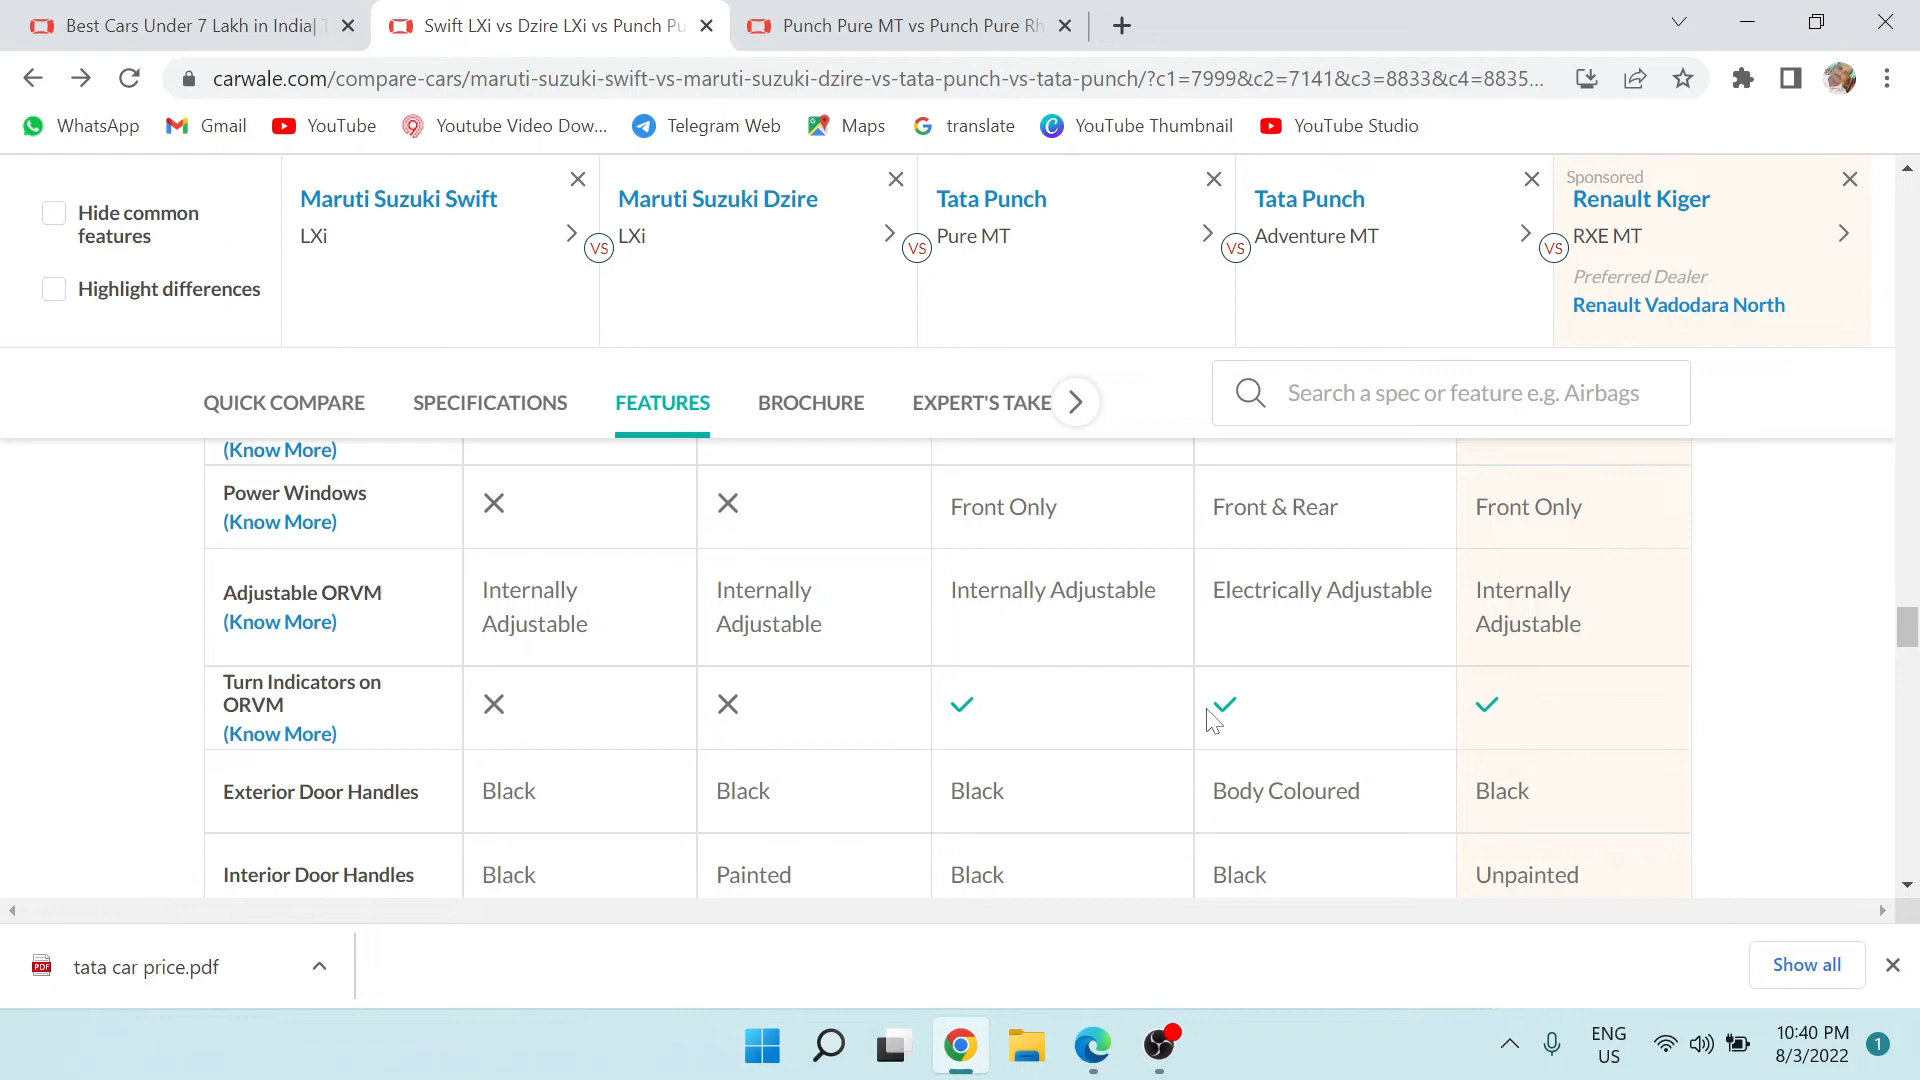 Best Cars Under 7 Lakh in India| T
Swift LXi vs Dzire LXi vs Punch Pu
Punch Pure MT vs Punch Pure Rh
carwale.com/compare-cars/maruti-suzuki-swift-vs-maruti-suzuki-dzire-vs-tata-punch-vs-tata-punch/?c1=7999&c2=7141&c3=8833&c4=8835...
WhatsApp
Gmail
YouTube
Youtube Video Dow...
Telegram Web
Maps
translate
YouTube Thumbnail
YouTube Studio
Hide common
features
Highlight differences
Maruti Suzuki Swift
LXi
VS
Maruti Suzuki Dzire
LXi
VS
Tata Punch
Pure MT
VS
Tata Punch
Adventure MT
VS
Sponsored
Renault Kiger
RXE MT
Preferred Dealer
Renault Vadodara North
QUICK COMPARE
SPECIFICATIONS
FEATURES
BROCHURE
EXPERT'S TAKE
Search a spec or feature e.g. Airbags
(Know More)
Power Windows
(Know More)
Front Only
Front & Rear
Front Only
Adjustable ORVM
(Know More)
Internally
Adjustable
Internally
Adjustable
Internally Adjustable
Electrically Adjustable
Internally
Adjustable
Turn Indicators on
ORVM
(Know More)
Exterior Door Handles
Black
Black
Black
Body Coloured
Black
Interior Door Handles
Black
Painted
Black
Black
Unpainted
PDF
tata car price.pdf
Show all
ENG
US
10:40 PM
8/3/2022
1